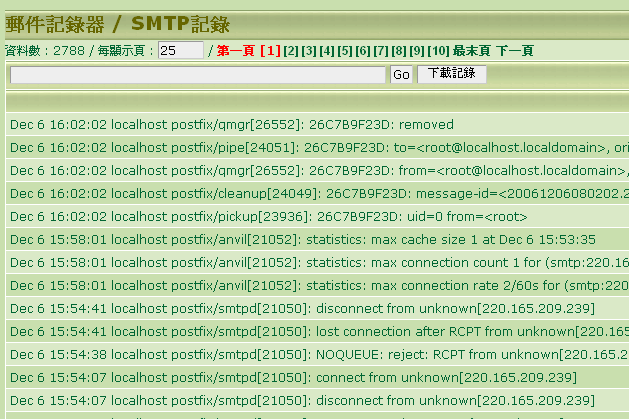 郵件記錄器 / SMTP記錄
資料數：2788 / 每顯示頁：25 / 第一頁 [1] [2] [3] [4] [5] [6] [7] [8] [9] [10] 最末頁 下一頁
Go 下載記錄
Dec 6 16:02:02 localhost postfix/qmgr[26552]: 26C7B9F23D: removed
Dec 6 16:02:02 localhost postfix/pipe[24051]: 26C7B9F23D: to=<root@localhost.localdomain>, ori
Dec 6 16:02:02 localhost postfix/qmgr[26552]: 26C7B9F23D: from=<root@localhost.localdomain>,
Dec 6 16:02:02 localhost postfix/cleanup[24049]: 26C7B9F23D: message-id=<20061206080202.2
Dec 6 16:02:02 localhost postfix/pickup[23936]: 26C7B9F23D: uid=0 from=<root>
Dec 6 15:58:01 localhost postfix/anvil[21052]: statistics: max cache size 1 at Dec 6 15:53:35
Dec 6 15:58:01 localhost postfix/anvil[21052]: statistics: max connection count 1 for (smtp:220.16
Dec 6 15:58:01 localhost postfix/anvil[21052]: statistics: max connection rate 2/60s for (smtp:220
Dec 6 15:54:41 localhost postfix/smtpd[21050]: disconnect from unknown[220.165.209.239]
Dec 6 15:54:41 localhost postfix/smtpd[21050]: lost connection after RCPT from unknown[220.165
Dec 6 15:54:38 localhost postfix/smtpd[21050]: NOQUEUE: reject: RCPT from unknown[220.165.2
Dec 6 15:54:07 localhost postfix/smtpd[21050]: connect from unknown[220.165.209.239]
Dec 6 15:54:07 localhost postfix/smtpd[21050]: disconnect from unknown[220.165.209.239]